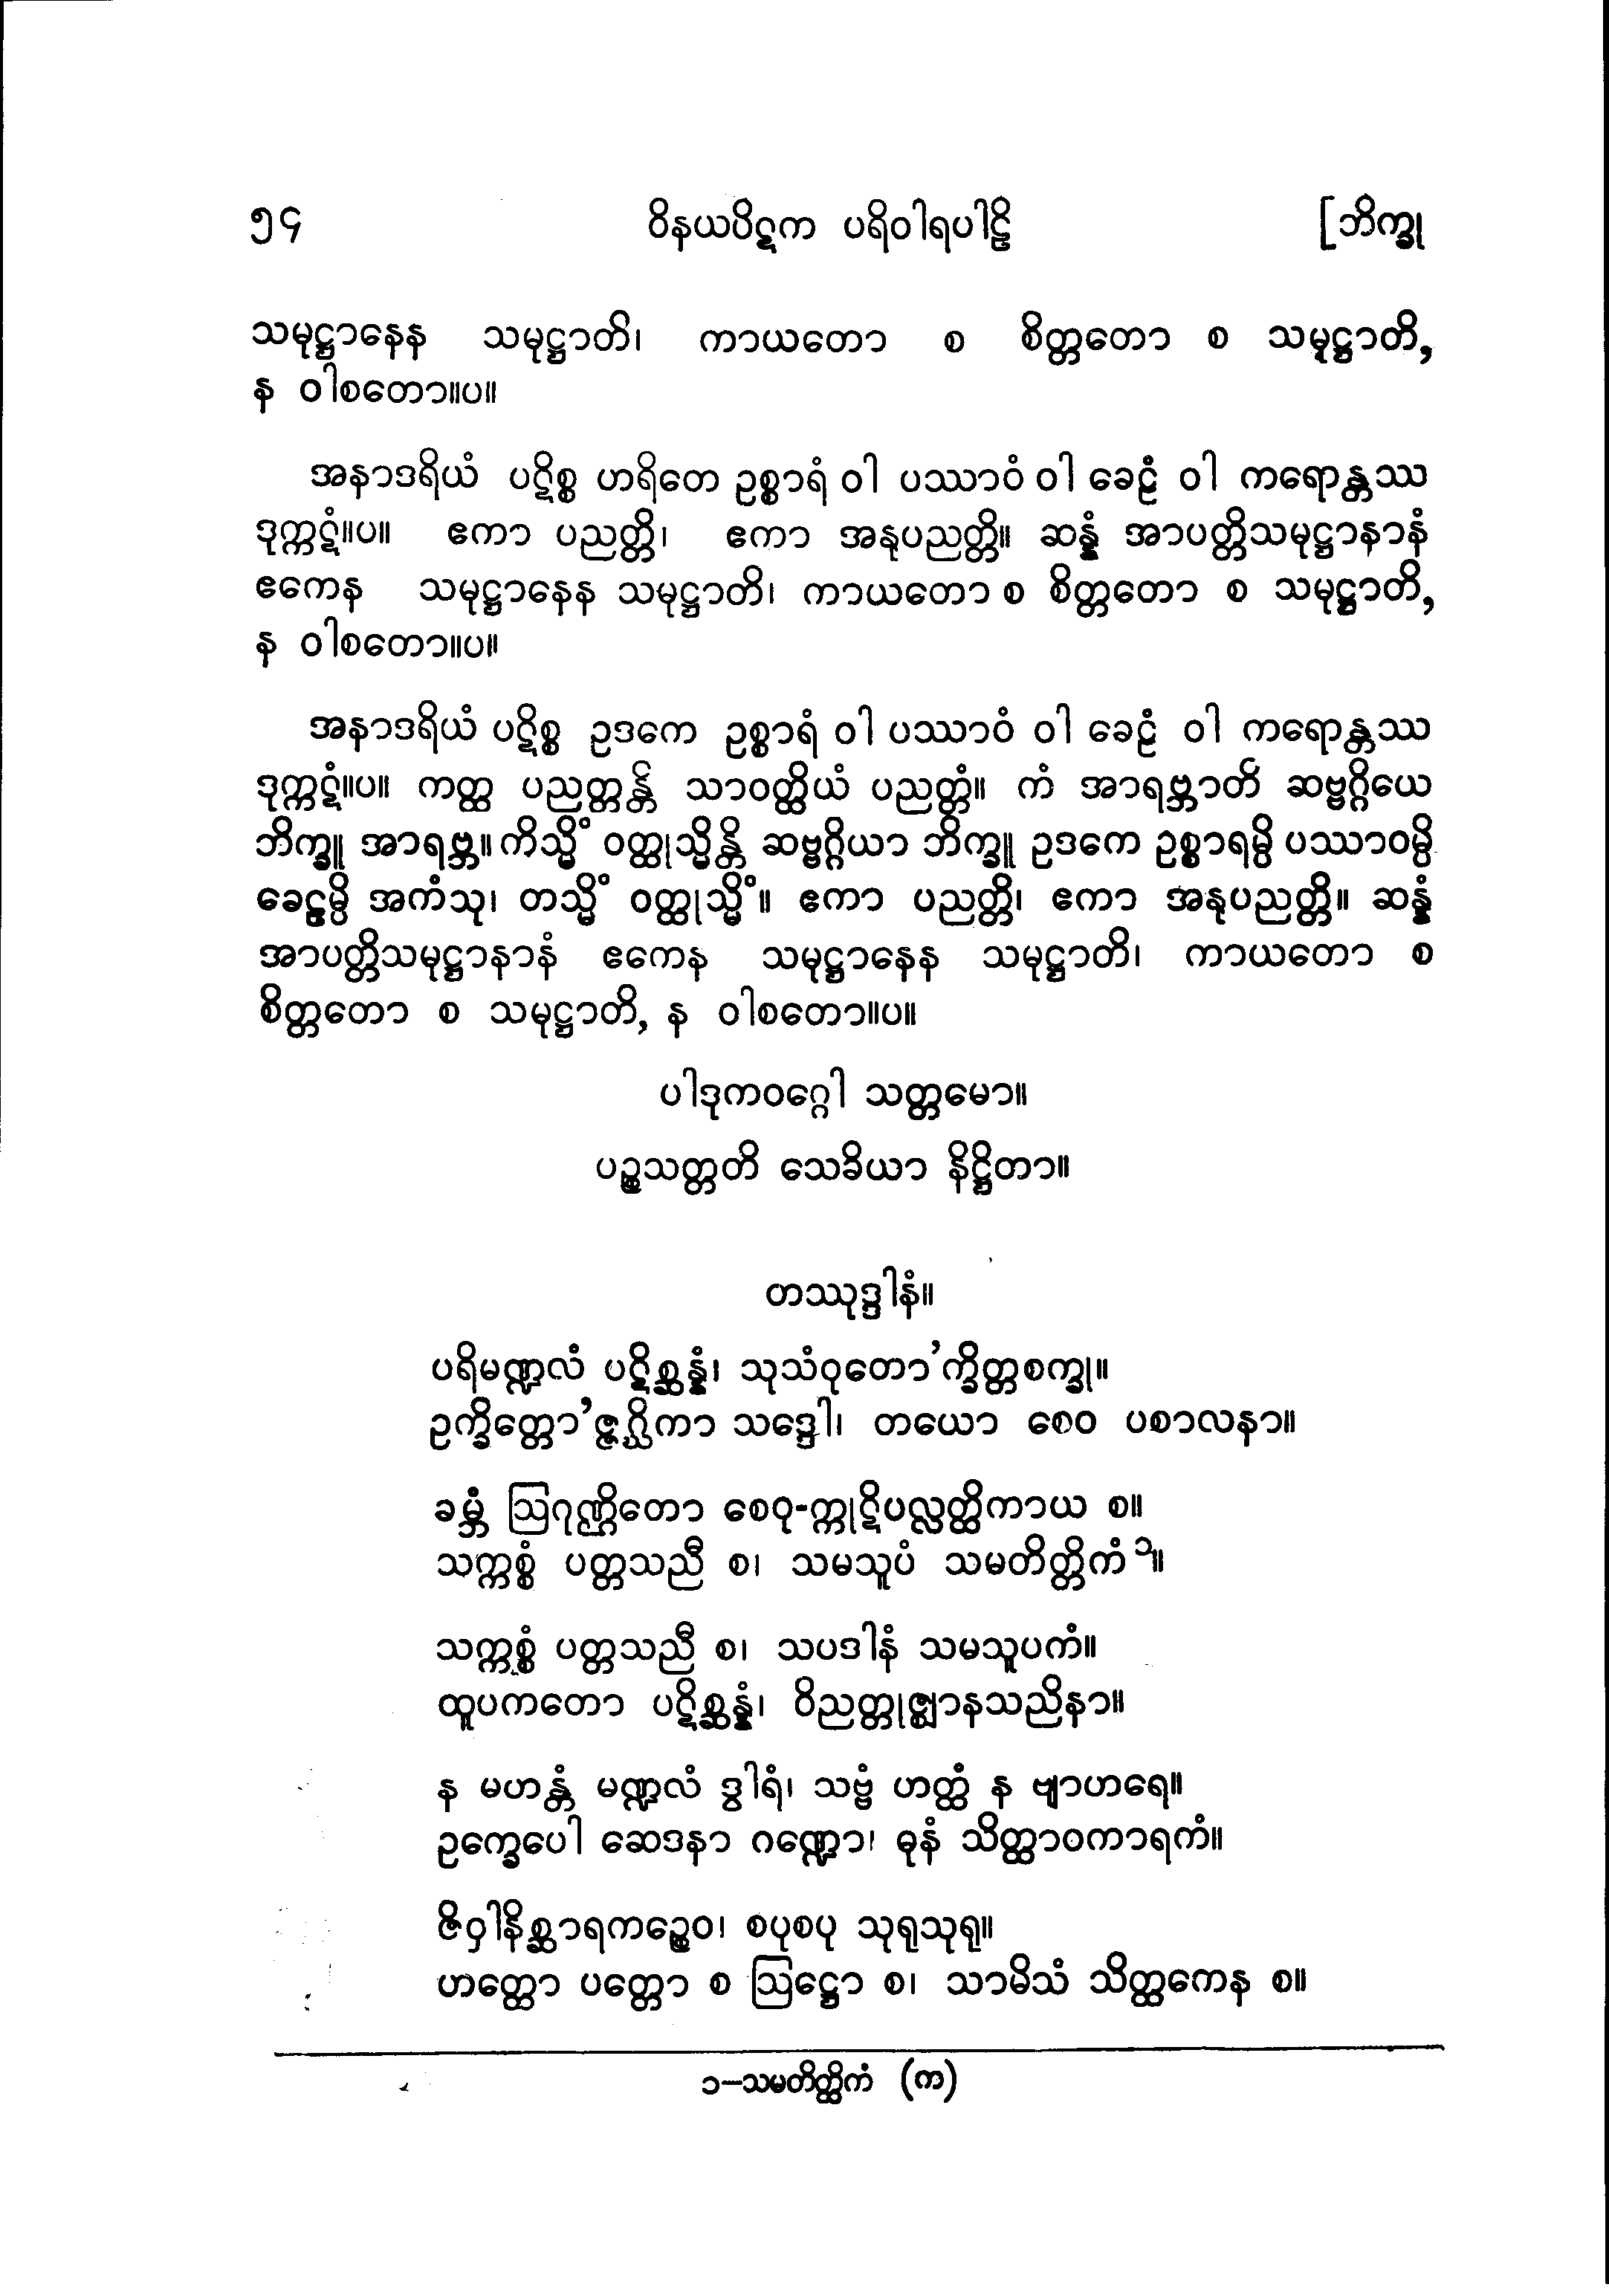 ၅၄ ဝိနယပိဋက ပရိဝါရပါဠိ [ဘိက္ခု
သမုဋ္ဌာနေန သမုဋ္ဌာတိ၊ ကာယတော စ စိတ္တတော စ သမုဋ္ဌာတိ,
န ဝါစတော။ပ။
အနာဒရိယံ ပဋိစ္စ ဟရိတေ ဥစ္စာရံ ဝါ ပဿာဝံ ဝါ ခေဠံ ဝါ ကရောန္တဿ
ဒုက္ကဋံ။ပ။ ဧကာ ပညတ္တိ၊ ဧကာ အနုပညတ္တိ။ ဆန္နံ အာပတ္တိသမုဋ္ဌာနာနံ
ဧကေန သမုဋ္ဌာနေန သမုဋ္ဌာတိ၊ ကာယတော စ စိတ္တတော စ သမုဋ္ဌာတိ,
န ဝါစတော။ပ။
အနာဒရိယံ ပဋိစ္စ ဥဒကေ ဥစ္စာရံ ဝါ ပဿာဝံ ဝါ ခေဠံ ဝါ ကရောန္တဿ
ဒုက္ကဋံ။ပ။ ကတ္ထ ပညတ္တန္တိ သာဝတ္ထိယံ ပညတ္တံ။ ကံ အာရဗ္ဘာတိ ဆဗ္ဗဂ္ဂိယေ
ဘိက္ခူ အာရဗ္ဘ။ ကိသ္မိံ ဝတ္ထုသ္မိန္တိ ဆဗ္ဗဂ္ဂိယာ ဘိက္ခူ ဥဒကေ ဥစ္စာရမ္ပိ ပဿာဝမ္ပိ
ခေဠမ္ပိ အကံသု၊ တသ္မိံ ဝတ္ထုသ္မိံ။ ဧကာ ပညတ္တိ၊ ဧကာ အနုပညတ္တိ။ ဆန္နံ
အာပတ္တိသမုဋ္ဌာနာနံ ဧကေန သမုဋ္ဌာနေန သမုဋ္ဌာတိ၊ ကာယတော စ
စိတ္တတော စ သမုဋ္ဌာတိ, န ဝါစတော။ပ။
ပါဒုကဝဂ္ဂေါ သတ္တမော။
ပဉ္စသတ္တတိ သေခိယာ နိဋ္ဌိတာ။
တဿုဒ္ဒါနံ။
ပရိမဏ္ဍလံ ပဋိစ္ဆန္နံ၊ သုသံဝုတော’က္ခိတ္တစက္ခု။
ဥက္ခိတ္တော’ဇ္ဇဂ္ဃိကာ သဒ္ဒေါ၊ တယော စေဝ ပစာလနာ။
ခမ္ဘံ ဩဂုဏ္ဌိတော စေဝု-က္ကုဋိပလ္လတ္ထိကာယ စ။
သက္ကစ္စံ ပတ္တသညီ စ၊ သမသူပံ သမတိတ္တိကံ ၁။
သက္ကစ္စံ ပတ္တသညီ စ၊ သပဒါနံ သမသူပကံ။
ထူပကတော ပဋိစ္ဆန္နံ၊ ဝိညတ္တုဇ္ဈာနသညိနာ။
န မဟန္တံ မဏ္ဍလံ ဒွါရံ၊ သဗ္ဗံ ဟတ္ထံ န ဗျာဟရေ။
ဥက္ခေပေါ ဆေဒနာ ဂဏ္ဍော၊ ဓုနံ သိတ္ထာဝကာရကံ။
ဇိဝှါနိစ္ဆာရကဉ္စေဝ၊ စပုစပု သုရုသုရု။
ဟတ္ထော ပတ္တော စ ဩဋ္ဌော စ၊ သာမိသံ သိတ္ထကေန စ။
၁–သမတိတ္ထိကံ (က)